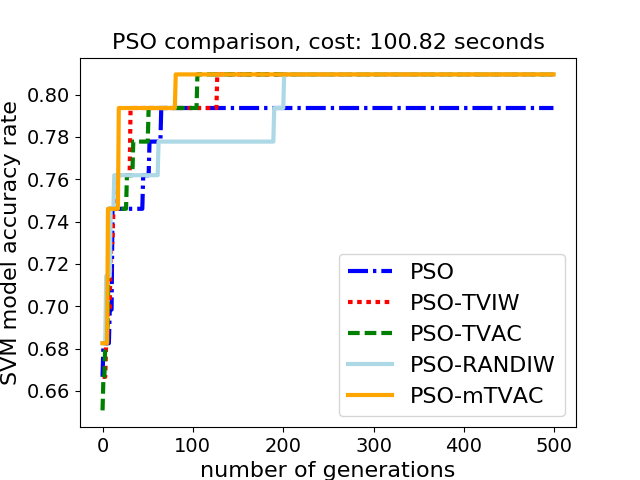 PSO comparison, cost: 100.82 seconds
SVM model accuracy rate
0.80
0.78
0.76
0.74
0.72
0.70
0.68
0.66
PSO
PSO-TVIW
PSO-TVAC
PSO-RANDIW
PSO-mTVAC
0 100 200 300 400 500
number of generations